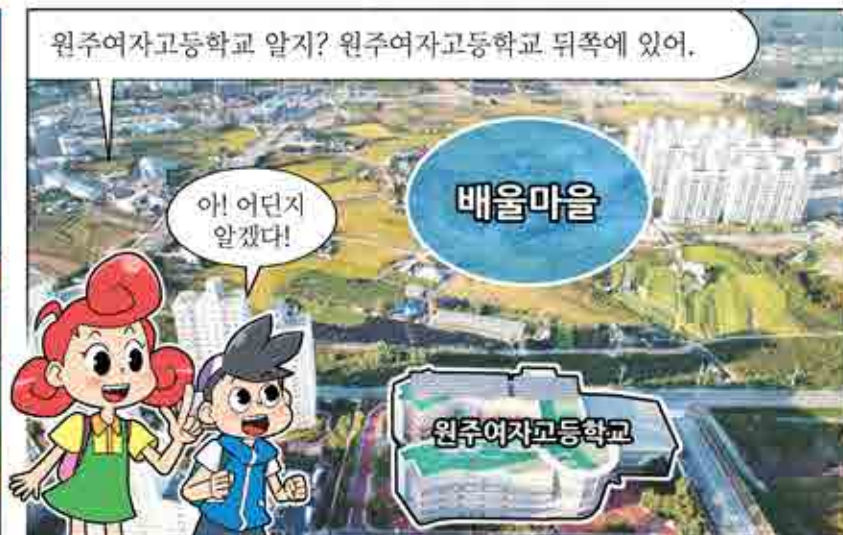 원주여자고등학교 알지? 원주여자고등학교 뒤쪽에 있어.
아! 어딘지
알겠다!
배울마을
원주여자고등학교